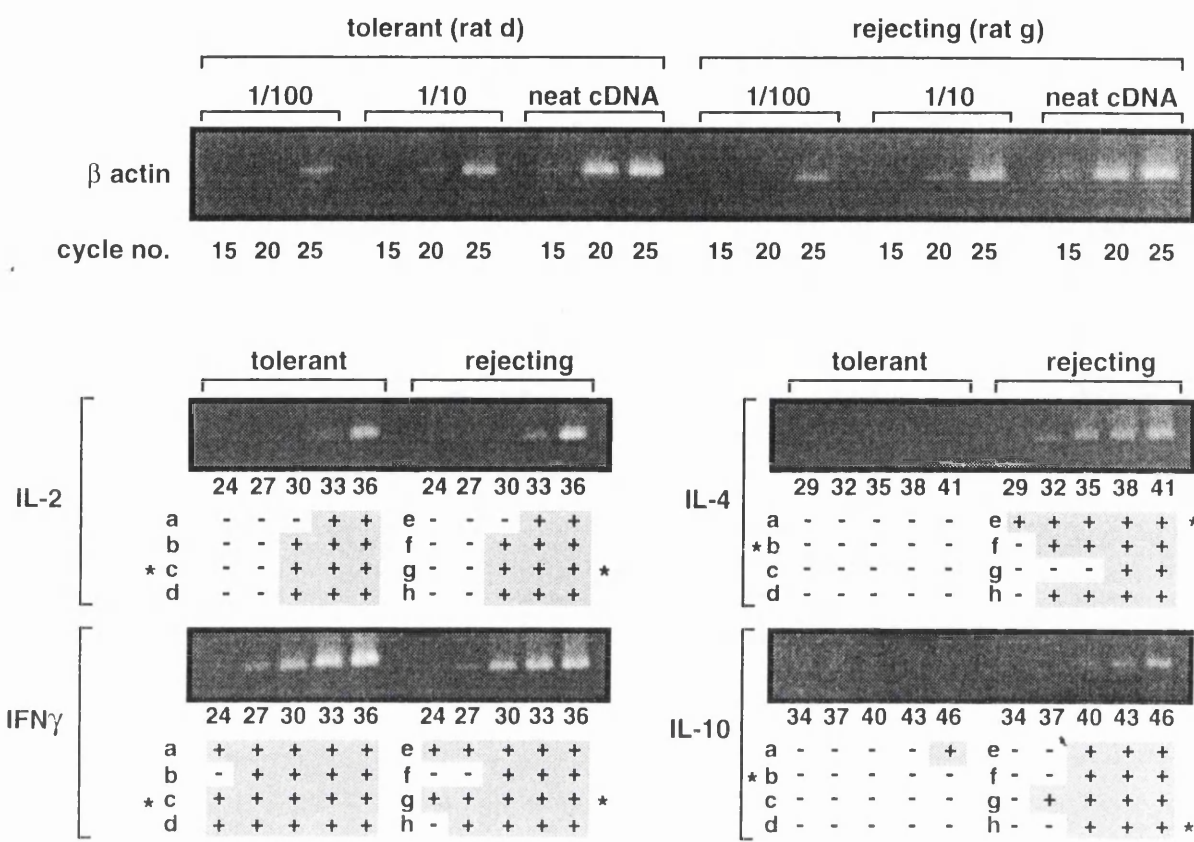 tolerant (rat d) rejecting (rat g)
1/100 1/10 neat cDNA 1/100 1/10 neat cDNA
β actin
cycle no. 15 20 25 15 20 25 15 20 25 15 20 25 15 20 25 15 20 25
tolerant rejecting
IL-2
24 27 30 33 36 24 27 30 33 36
a - - - + + e - - - + +
b - - + + + f - - + + +
* c - - + + + g - - + + + *
d - - + + + h - - + + +
IFNγ
24 27 30 33 36 24 27 30 33 36
a + + + + + e + + + + +
b - + + + + f - - + + +
* c + + + + + g + + + + + *
d + + + + + h - + + + +
tolerant rejecting
IL-4
29 32 35 38 41 29 32 35 38 41
a - - - - - e + + + + + *
* b - - - - - f - + + + +
c - - - - - g - - - + +
d - - - - - h - + + + +
IL-10
34 37 40 43 46 34 37 40 43 46
a - - - - + e - - + + +
* b - - - - - f - - + + +
c - - - - - g - + + + +
d - - - - - h - - + + + *